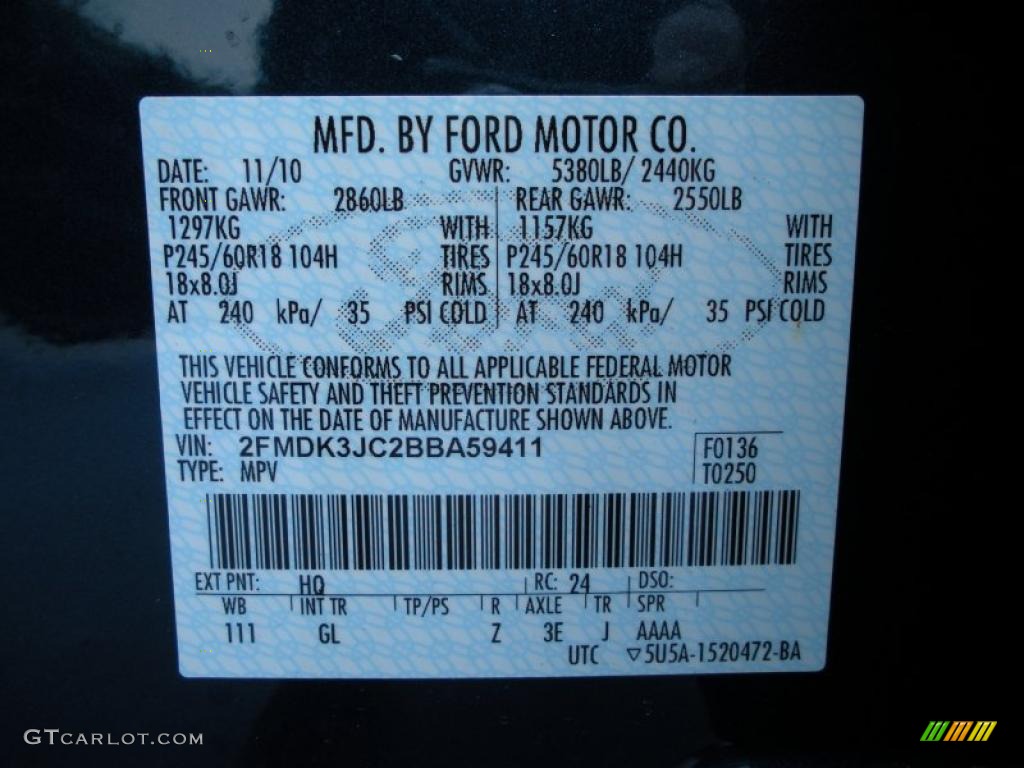 MFD. BY FORD MOTOR CO.
DATE: 11/10 GVWR: 5380LB/ 2440KG
FRONT GAWR: 2860LB REAR GAWR: 2550LB
1297KG WITH 1157KG WITH
P245/60R18 104H TIRES P245/60R18 104H TIRES
18x8.0J RIMS 18x8.0J RIMS
AT 240 kPa/ 35 PSI COLD AT 240 kPa/ 35 PSI COLD
THIS VEHICLE CONFORMS TO ALL APPLICABLE FEDERAL MOTOR
VEHICLE SAFETY AND THEFT PREVENTION STANDARDS IN
EFFECT ON THE DATE OF MANUFACTURE SHOWN ABOVE.
VIN: 2FMDK3JC2BBA59411 F0136
TYPE: MPV T0250
EXT PNT: HQ RC: 24 DSO:
WB INT TR TP/PS R AXLE TR SPR
111 GL Z 3E J AAAA
UTC ▽5U5A-1520472-BA
GTCARLOT.COM